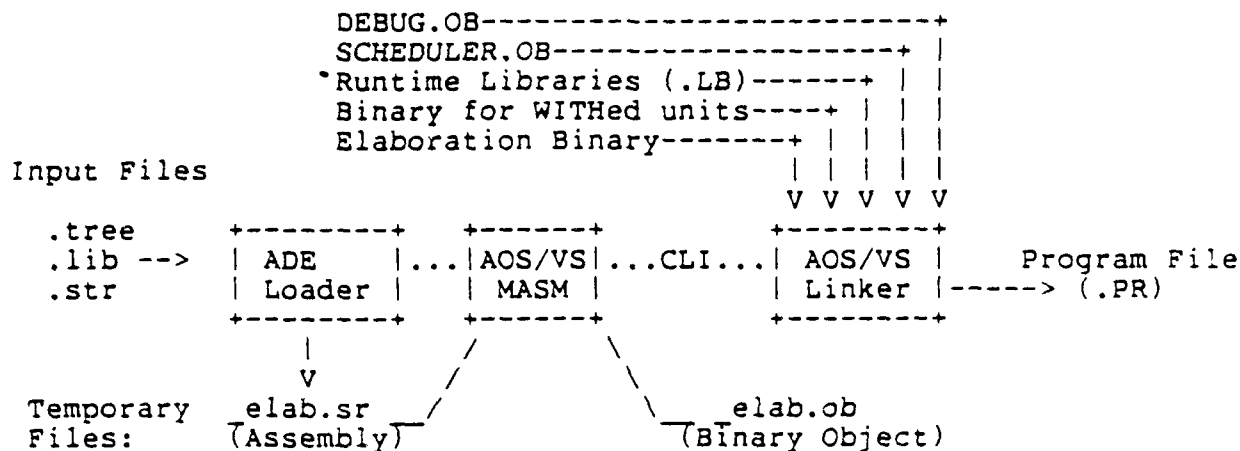 DEBUG.OB--------------------------+
SCHEDULER.OB-------------------+ |
Runtime Libraries (.LB)------+ | |
Binary for WITHed units----+ | | |
Elaboration Binary-------+ | | | |
Input Files | | | | |
V V V V V
.tree +--------+ +------+ +--------+
.lib --> | ADE |...|AOS/VS|...CLI...| AOS/VS | Program File
.str | Loader | | MASM | | Linker |-----> (.PR)
+--------+ +------+ +--------+
| / \
V / \
Temporary elab.sr / \ elab.ob
Files: (Assembly) (Binary Object)